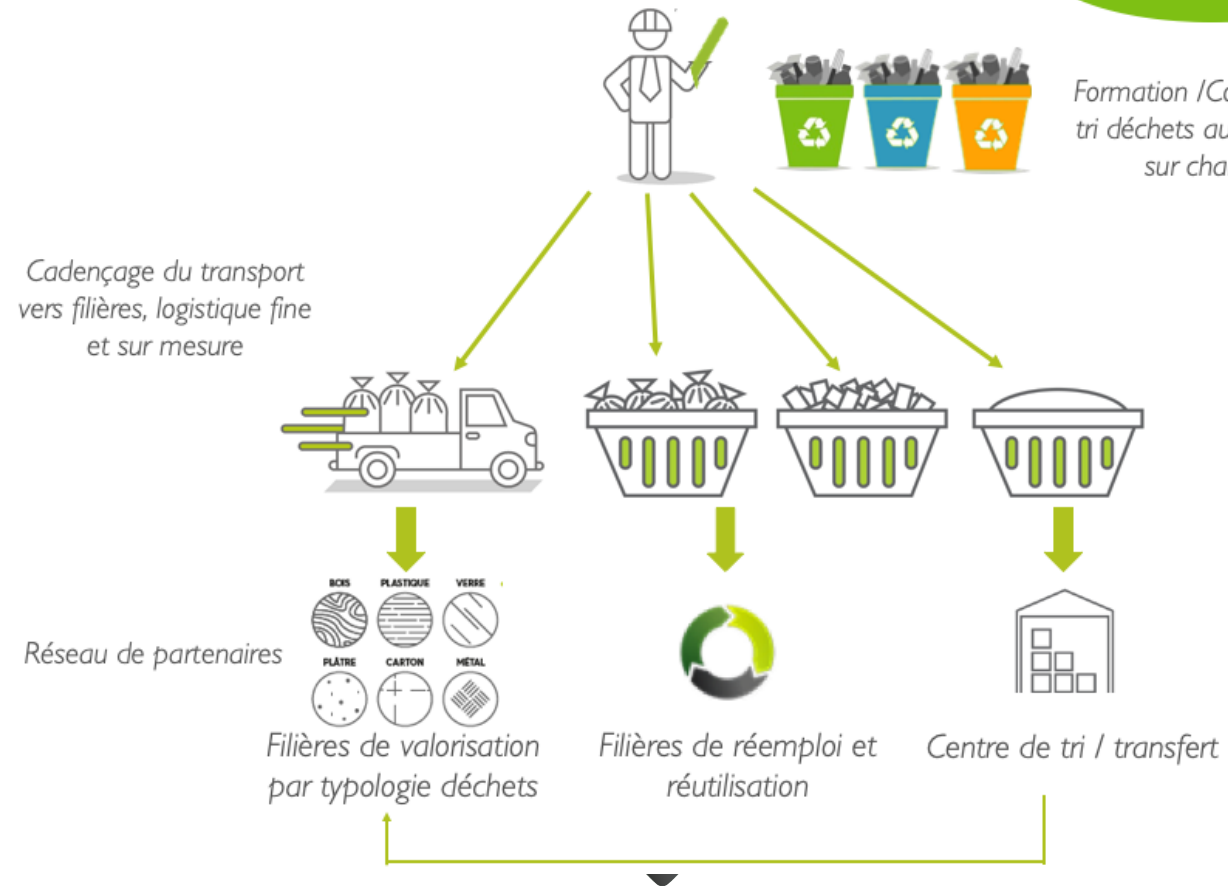 Formation /Co
tri déchets au
sur cha
Cadençage du transport
vers filières, logistique fine
et sur mesure
BOIS PLASTIQUE VERRE
Réseau de partenaires
PLÂTRE CARTON MÉTAL
Filières de valorisation
par typologie déchets
Filières de réemploi et
réutilisation
Centre de tri / transfert